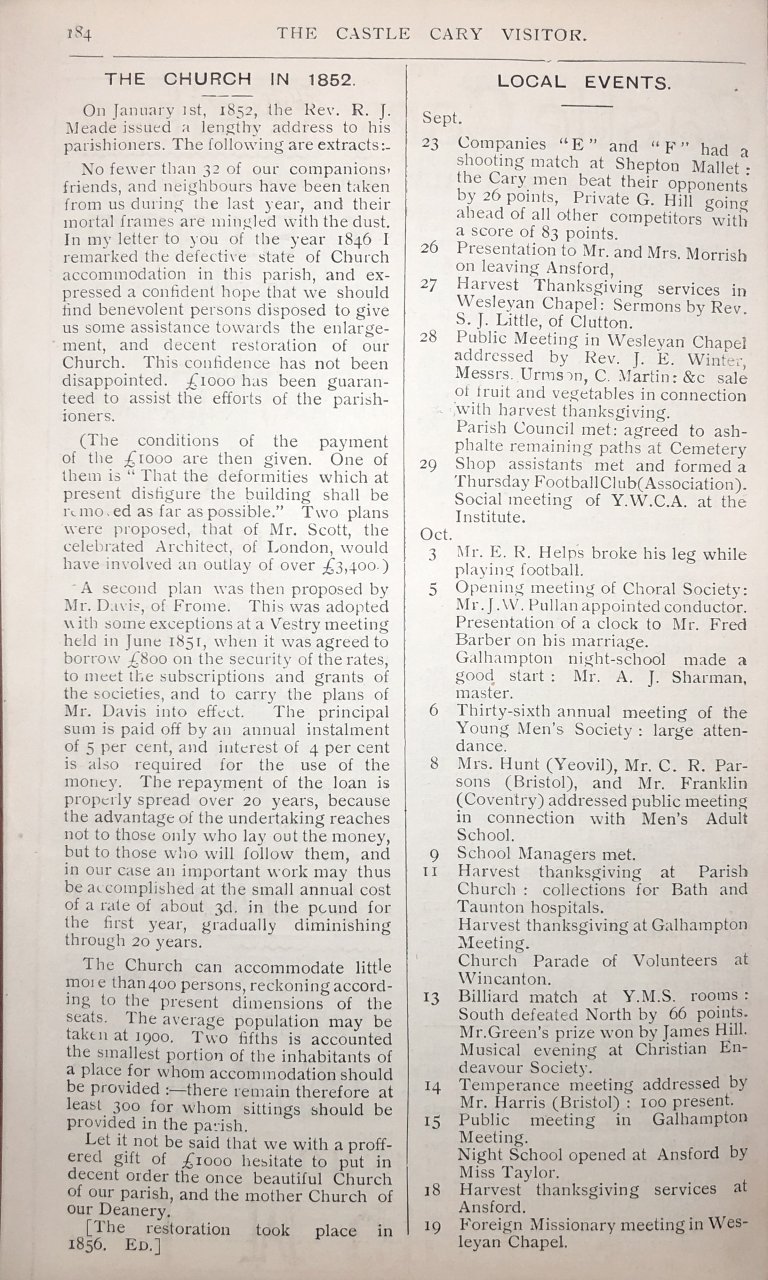 184
THE CASTLE CARY VISITOR.
THE CHURCH IN 1852.
On January 1st, 1852, the Rev. R. J.
Meade issued a lengthy address to his
parishioners. The following are extracts:-
No fewer than 32 of our companions,
friends, and neighbours have been taken
from us during the last year, and their
mortal frames are mingled with the dust.
In my letter to you of the year 1846 I
remarked the defective state of Church
accommodation in this parish, and ex-
pressed a confident hope that we should
find benevolent persons disposed to give
us some assistance towards the enlarge-
ment, and decent restoration of our
Church. This confidence has not been
disappointed. £1000 has been guaran-
teed to assist the efforts of the parish-
ioners.
(The conditions of the payment
of the £1000 are then given. One of
them is "That the deformities which at
present disfigure the building shall be
removed as far as possible." Two plans
were proposed, that of Mr. Scott, the
celebrated Architect, of London, would
have involved an outlay of over £3,400.)
A second plan was then proposed by
Mr. Davis, of Frome. This was adopted
with some exceptions at a Vestry meeting
held in June 1851, when it was agreed to
borrow £800 on the security of the rates,
to meet the subscriptions and grants of
the societies, and to carry the plans of
Mr. Davis into effect. The principal
sum is paid off by an annual instalment
of 5 per cent, and interest of 4 per cent
is also required for the use of the
money. The repayment of the loan is
properly spread over 20 years, because
the advantage of the undertaking reaches
not to those only who lay out the money,
but to those who will follow them, and
in our case an important work may thus
be accomplished at the small annual cost
of a rate of about 3d. in the pound for
the first year, gradually diminishing
through 20 years.
The Church can accommodate little
more than 400 persons, reckoning accord-
ing to the present dimensions of the
seats. The average population may be
taken at 1900. Two fifths is accounted
the smallest portion of the inhabitants of
a place for whom accommodation should
be provided :—there remain therefore at
least 300 for whom sittings should be
provided in the parish.
Let it not be said that we with a proff-
ered gift of £1000 hesitate to put in
decent order the once beautiful Church
of our parish, and the mother Church of
our Deanery.
[The restoration took place in
1856. ED.]
LOCAL EVENTS.
Sept.
23 Companies "E" and "F" had a
shooting match at Shepton Mallet :
the Cary men beat their opponents
by 26 points, Private G. Hill going
ahead of all other competitors with
a score of 83 points.
26 Presentation to Mr. and Mrs. Morrish
on leaving Ansford,
27 Harvest Thanksgiving services in
Wesleyan Chapel: Sermons by Rev.
S. J. Little, of Clutton.
28 Public Meeting in Wesleyan Chapel
addressed by Rev. J. E. Winter,
Messrs. Urmson, C. Martin: &c sale
of fruit and vegetables in connection
with harvest thanksgiving.
Parish Council met: agreed to ash-
phalte remaining paths at Cemetery
29 Shop assistants met and formed a
Thursday Football Club (Association).
Social meeting of Y.W.C.A. at the
Institute.
Oct.
3 Mr. E. R. Helps broke his leg while
playing football.
5 Opening meeting of Choral Society:
Mr. J. W. Pullan appointed conductor.
Presentation of a clock to Mr. Fred
Barber on his marriage.
Galhampton night-school made a
good start : Mr. A. J. Sharman,
master.
6 Thirty-sixth annual meeting of the
Young Men's Society : large atten-
dance.
8 Mrs. Hunt (Yeovil), Mr. C. R. Par-
sons (Bristol), and Mr. Franklin
(Coventry) addressed public meeting
in connection with Men's Adult
School.
9 School Managers met.
11 Harvest thanksgiving at Parish
Church : collections for Bath and
Taunton hospitals.
Harvest thanksgiving at Galhampton
Meeting.
Church Parade of Volunteers at
Wincanton.
13 Billiard match at Y.M.S. rooms :
South defeated North by 66 points.
Mr. Green's prize won by James Hill.
Musical evening at Christian En-
deavour Society.
14 Temperance meeting addressed by
Mr. Harris (Bristol) : 100 present.
15 Public meeting in Galhampton
Meeting.
Night School opened at Ansford by
Miss Taylor.
18 Harvest thanksgiving services at
Ansford.
19 Foreign Missionary meeting in Wes-
leyan Chapel.